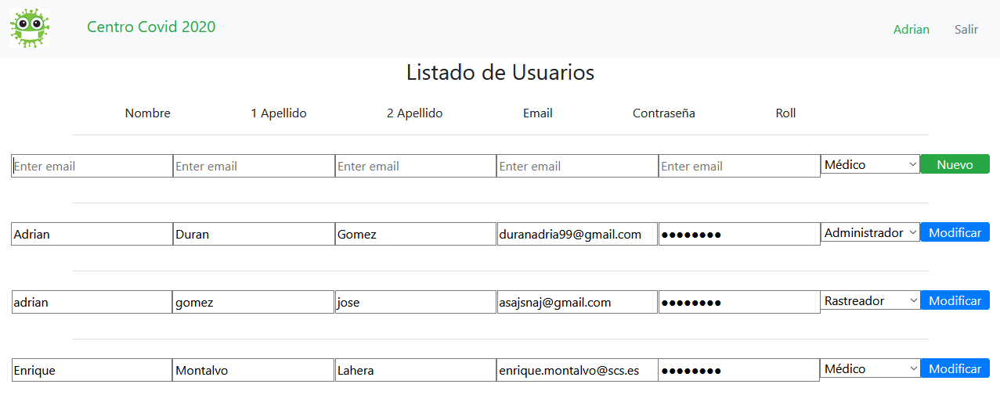 Centro Covid 2020 Adrian Salir
Listado de Usuarios
Nombre 1 Apellido 2 Apellido Email Contraseña Roll
Enter email Enter email Enter email Enter email Enter email Médico Nuevo
Adrian Duran Gomez duranadria99@gmail.com ●●●●●●●● Administrador Modificar
adrian gomez jose asajsnaj@gmail.com ●●●●●●●● Rastreador Modificar
Enrique Montalvo Lahera enrique.montalvo@scs.es ●●●●●●●● Médico Modificar